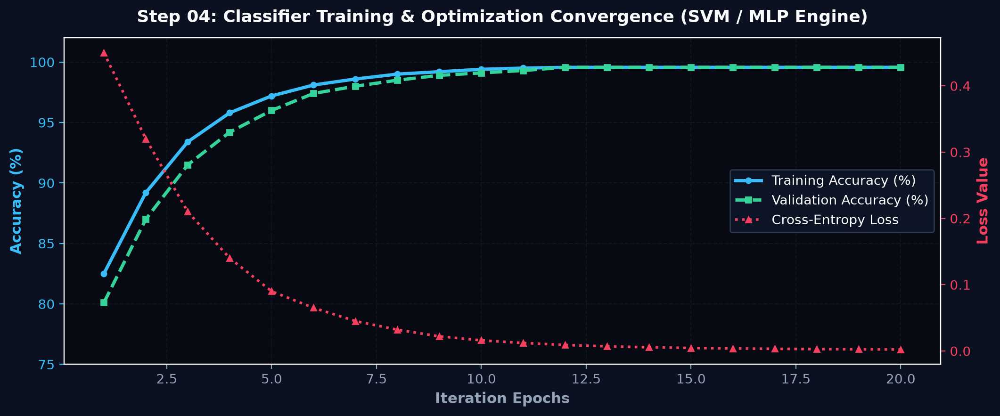 Step 04: Classifier Training & Optimization Convergence (SVM / MLP Engine)
Accuracy (%)
100
95
90
85
80
75
Training Accuracy (%)
Validation Accuracy (%)
Cross-Entropy Loss
0.4
0.3
0.2
0.1
0.0
Loss Value
2.5 5.0 7.5 10.0 12.5 15.0 17.5 20.0
Iteration Epochs